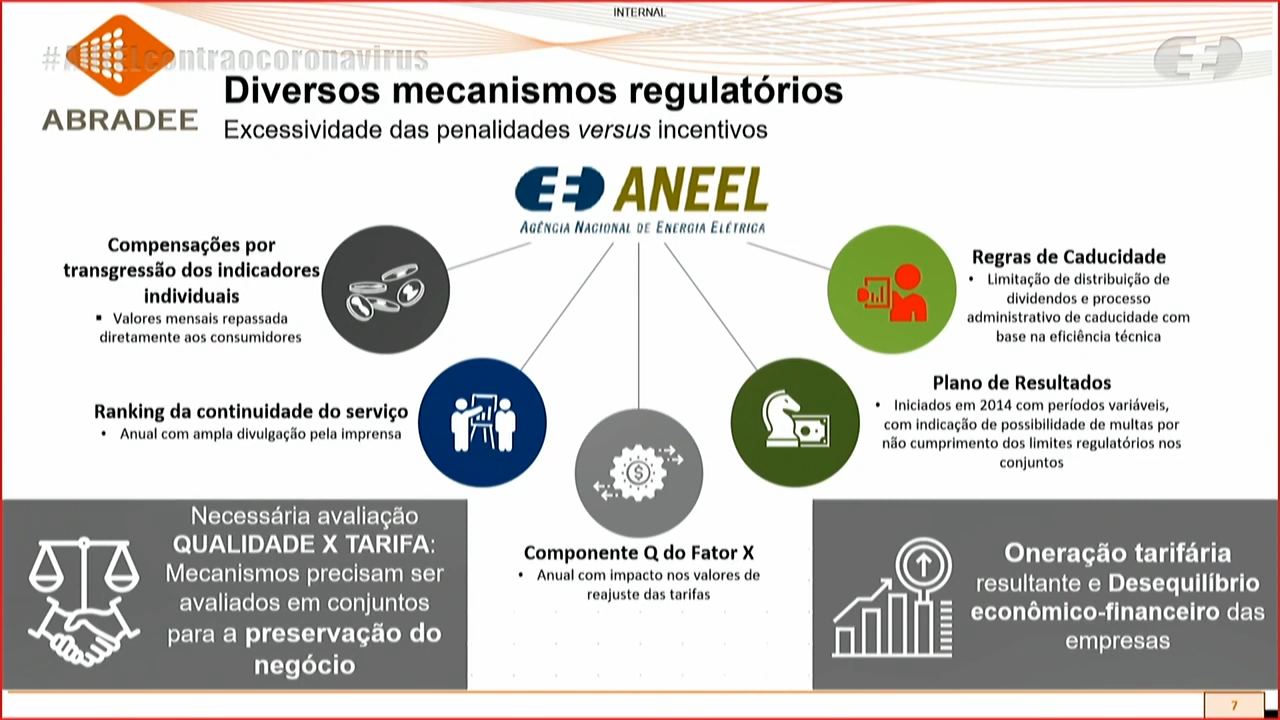 INTERNAL
#ANEELcontraocoronavirus
ABRADEE
Diversos mecanismos regulatórios
Excessividade das penalidades versus incentivos
ANEEL
AGÊNCIA NACIONAL DE ENERGIA ELÉTRICA
Compensações por
transgressão dos indicadores
individuais
▪ Valores mensais repassada
diretamente aos consumidores
Regras de Caducidade
• Limitação de distribuição de
dividendos e processo
administrativo de caducidade com
base na eficiência técnica
Ranking da continuidade do serviço
• Anual com ampla divulgação pela imprensa
Plano de Resultados
• Iniciados em 2014 com períodos variáveis,
com indicação de possibilidade de multas por
não cumprimento dos limites regulatórios nos
conjuntos
$
Componente Q do Fator X
• Anual com impacto nos valores de
reajuste das tarifas
Necessária avaliação
QUALIDADE X TARIFA:
Mecanismos precisam ser
avaliados em conjuntos
para a preservação do
negócio
Oneração tarifária
resultante e Desequilíbrio
econômico-financeiro das
empresas
7